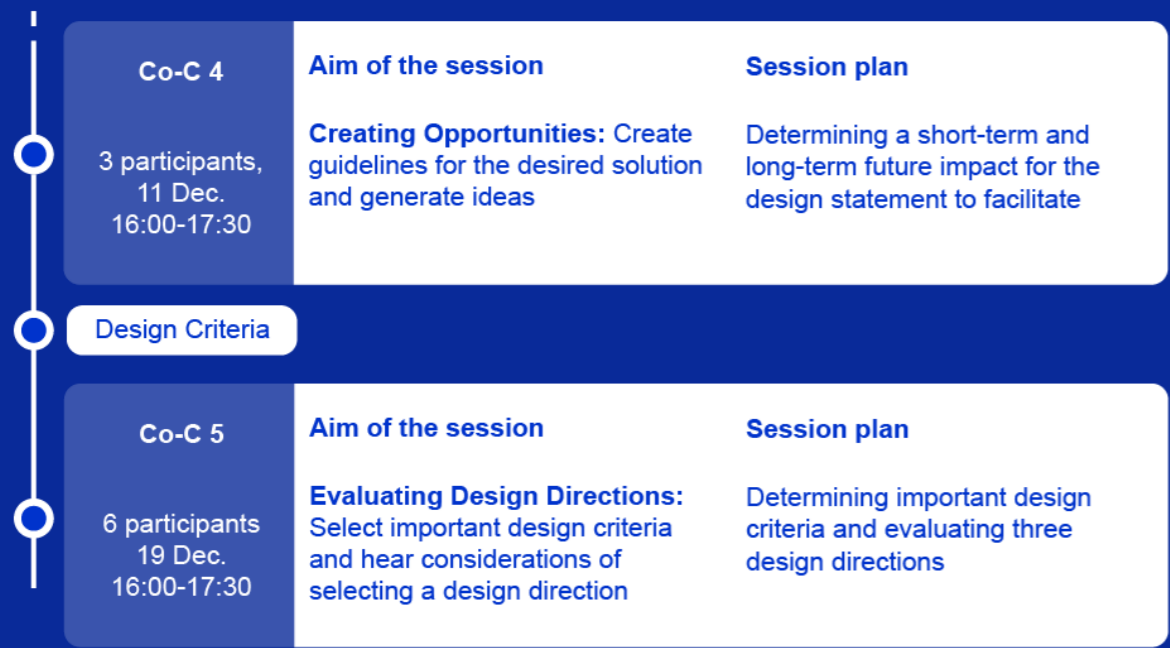 Co-C 4
3 participants,
11 Dec.
16:00-17:30
Aim of the session
Creating Opportunities: Create
guidelines for the desired solution
and generate ideas
Session plan
Determining a short-term and
long-term future impact for the
design statement to facilitate
Design Criteria
Co-C 5
6 participants
19 Dec.
16:00-17:30
Aim of the session
Evaluating Design Directions:
Select important design criteria
and hear considerations of
selecting a design direction
Session plan
Determining important design
criteria and evaluating three
design directions